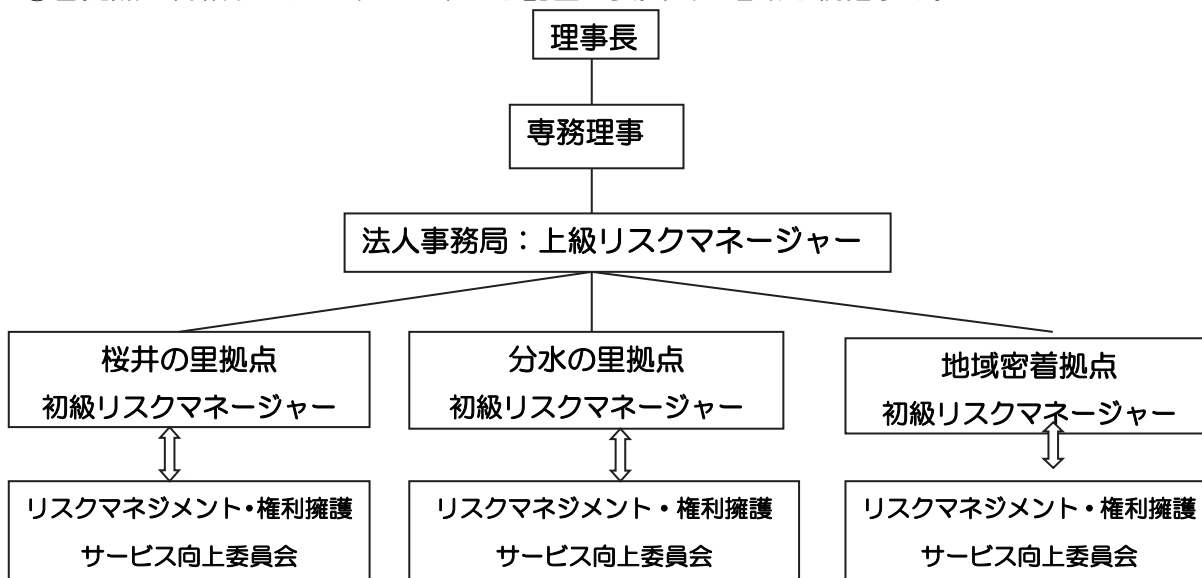 理事長
専務理事
法人事務局：上級リスクマネージャー
桜井の里拠点
初級リスクマネージャー
分水の里拠点
初級リスクマネージャー
地域密着拠点
初級リスクマネージャー
リスクマネジメント・権利擁護
サービス向上委員会
リスクマネジメント・権利擁護
サービス向上委員会
リスクマネジメント・権利擁護
サービス向上委員会